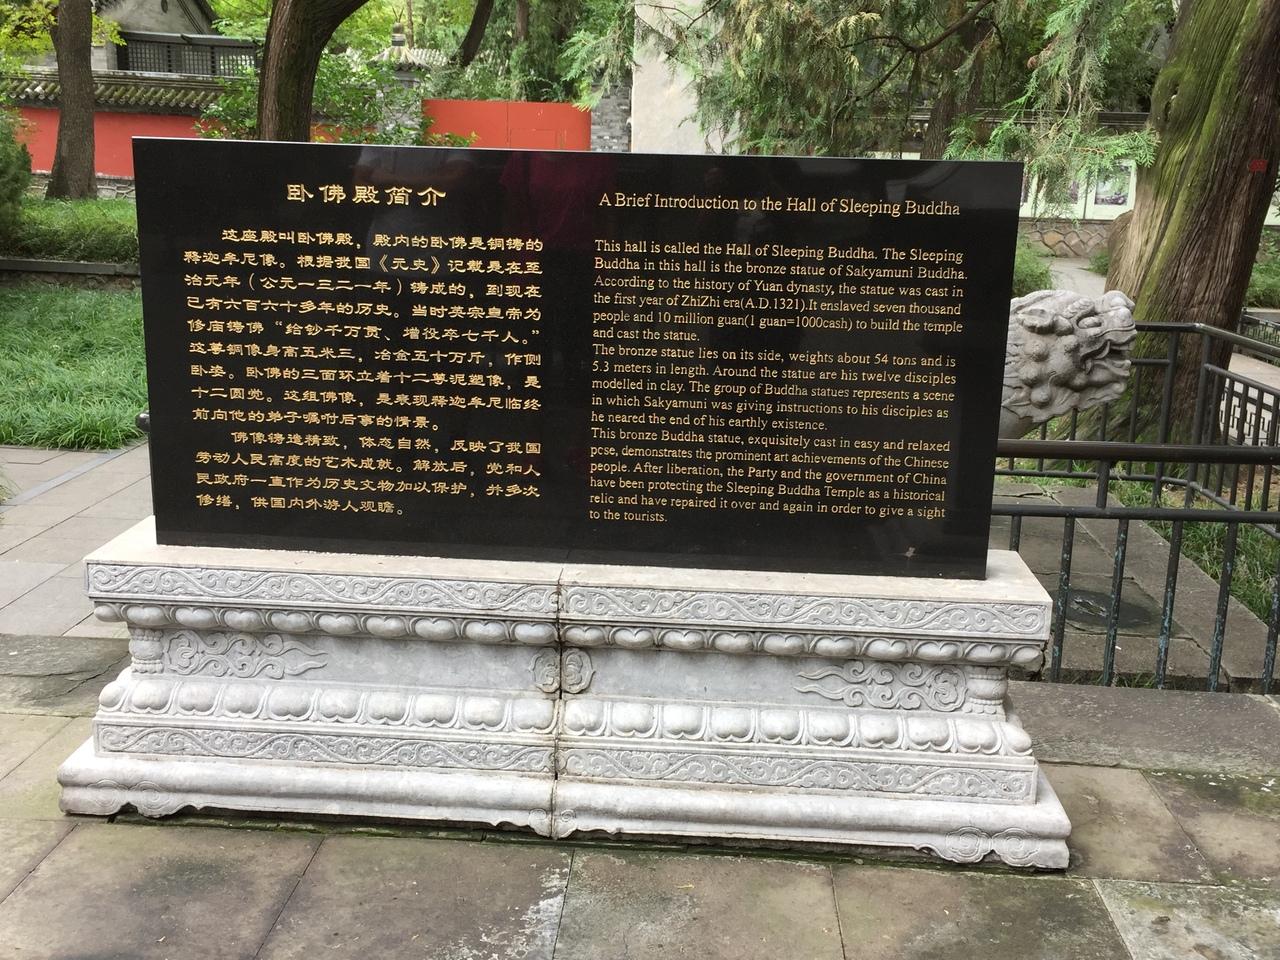 卧佛殿简介
这座殿叫卧佛殿，殿内的卧佛是铜铸的
释迦牟尼像。根据我国《元史》记载是在至
治元年（公元一三二一年）铸成的，到现在
已有六百六十多年的历史。当时英宗皇帝为
修庙铸佛“给钞千万贯、增役卒七千人。”
这尊铜像身高五米三，冶金五十万斤，作侧
卧姿。卧佛的三面环立着十二尊泥塑像，是
十二圆觉。这组佛像，是表现释迦牟尼临终
前向他的弟子嘱咐后事的情景。
佛像铸造精致，体态自然，反映了我国
劳动人民高度的艺术成就。解放后，党和人
民政府一直作为历史文物加以保护，并多次
修缮，供国内外游人观瞻。
A Brief Introduction to the Hall of Sleeping Buddha
This hall is called the Hall of Sleeping Buddha. The Sleeping
Buddha in this hall is the bronze statue of Sakyamuni Buddha.
According to the history of Yuan dynasty, the statue was cast in
the first year of ZhiZhi era(A.D.1321).It enslaved seven thousand
people and 10 million guan(1 guan=1000cash) to build the temple
and cast the statue.
The bronze statue lies on its side, weights about 54 tons and is
5.3 meters in length. Around the statue are his twelve disciples
modelled in clay. The group of Buddha statues represents a scene
in which Sakyamuni was giving instructions to his disciples as
he neared the end of his earthly existence.
This bronze Buddha statue, exquisitely cast in easy and relaxed
pcse, demonstrates the prominent art achievements of the Chinese
people. After liberation, the Party and the government of China
have been protecting the Sleeping Buddha Temple as a historical
relic and have repaired it over and again in order to give a sight
to the tourists.